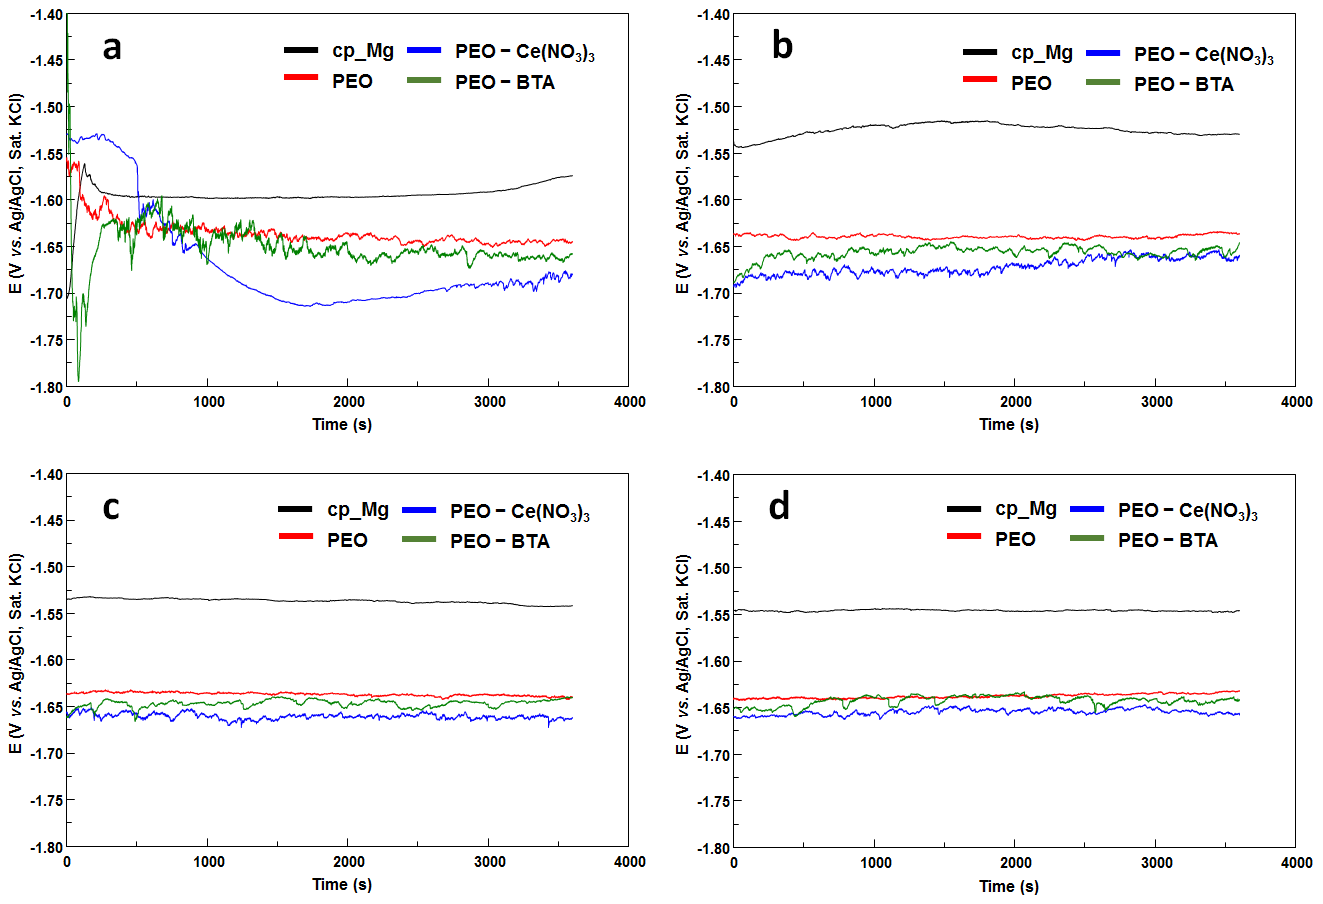 a
cp_Mg
PEO − Ce(NO₃)₃
PEO
PEO − BTA
-1.40
-1.45
-1.50
-1.55
-1.60
-1.65
-1.70
-1.75
-1.80
E (V vs. Ag/AgCl, Sat. KCl)
0 1000 2000 3000 4000
Time (s)
b
cp_Mg
PEO − Ce(NO₃)₃
PEO
PEO − BTA
-1.40
-1.45
-1.50
-1.55
-1.60
-1.65
-1.70
-1.75
-1.80
E (V vs. Ag/AgCl, Sat. KCl)
0 1000 2000 3000 4000
Time (s)
c
cp_Mg
PEO − Ce(NO₃)₃
PEO
PEO − BTA
-1.40
-1.45
-1.50
-1.55
-1.60
-1.65
-1.70
-1.75
-1.80
E (V vs. Ag/AgCl, Sat. KCl)
0 1000 2000 3000 4000
Time (s)
d
cp_Mg
PEO − Ce(NO₃)₃
PEO
PEO − BTA
-1.40
-1.45
-1.50
-1.55
-1.60
-1.65
-1.70
-1.75
-1.80
E (V vs. Ag/AgCl, Sat. KCl)
0 1000 2000 3000 4000
Time (s)